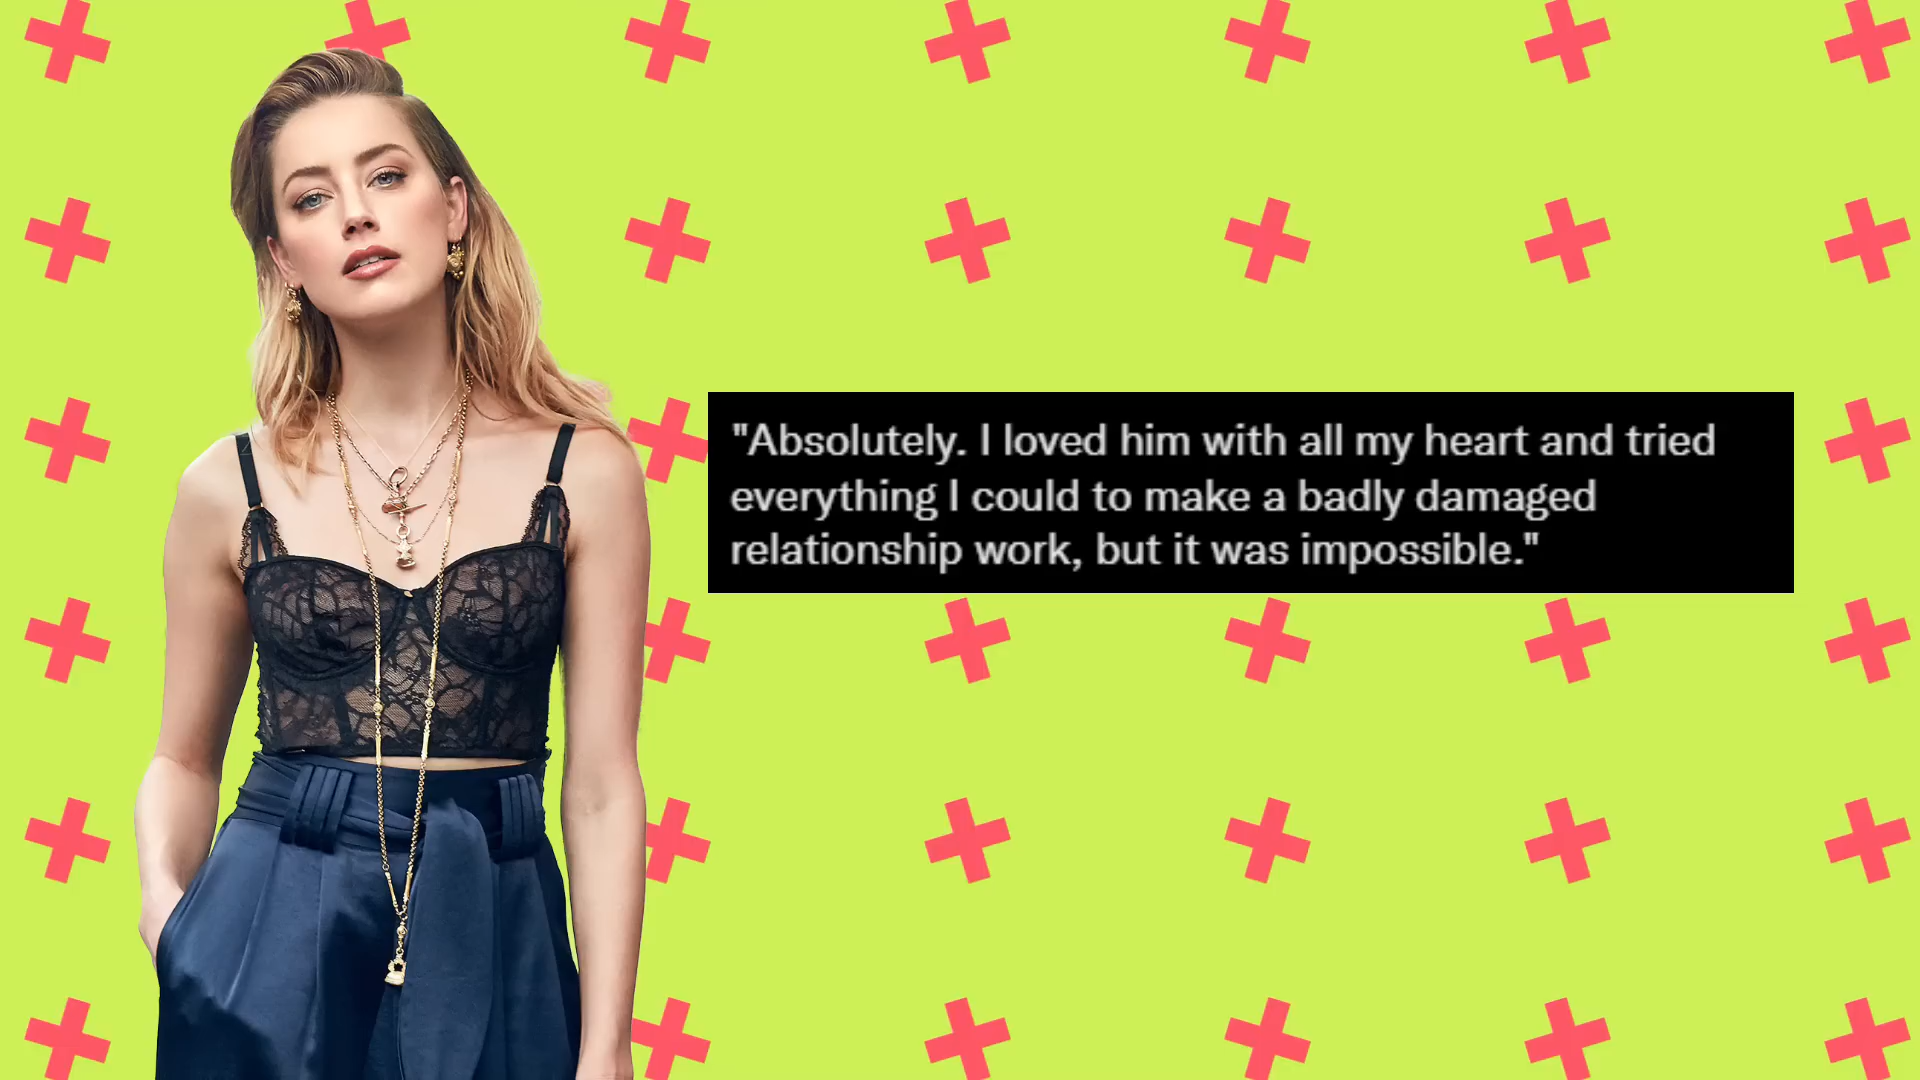 "Absolutely. I loved him with all my heart and tried
everything I could to make a badly damaged
relationship work, but it was impossible."